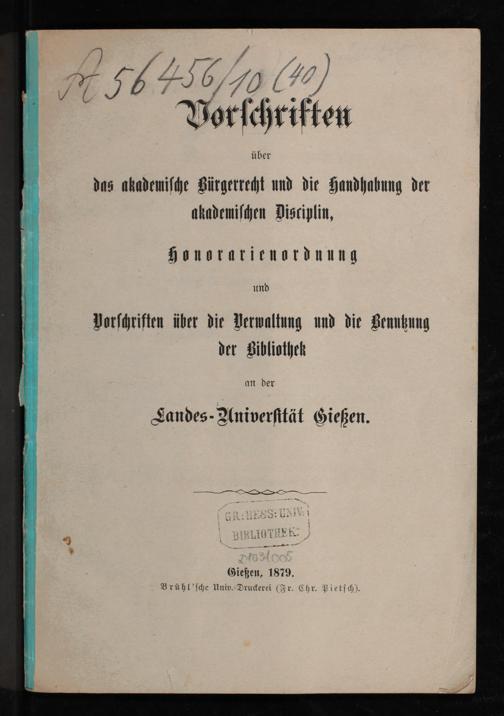 A 56456/10 (40)
Vorschriften
über
das akademische Bürgerrecht und die Handhabung der
akademischen Disciplin,
Honorarienordnung
und
Vorschriften über die Verwaltung und die Benutzung
der Bibliothek
an der
Landes-Universität Gießen.
GR: HESS: UNIV:
BIBLIOTHEK:
Gießen, 1879.
Brühl'sche Univ.-Druckerei (Fr. Chr. Pietsch).